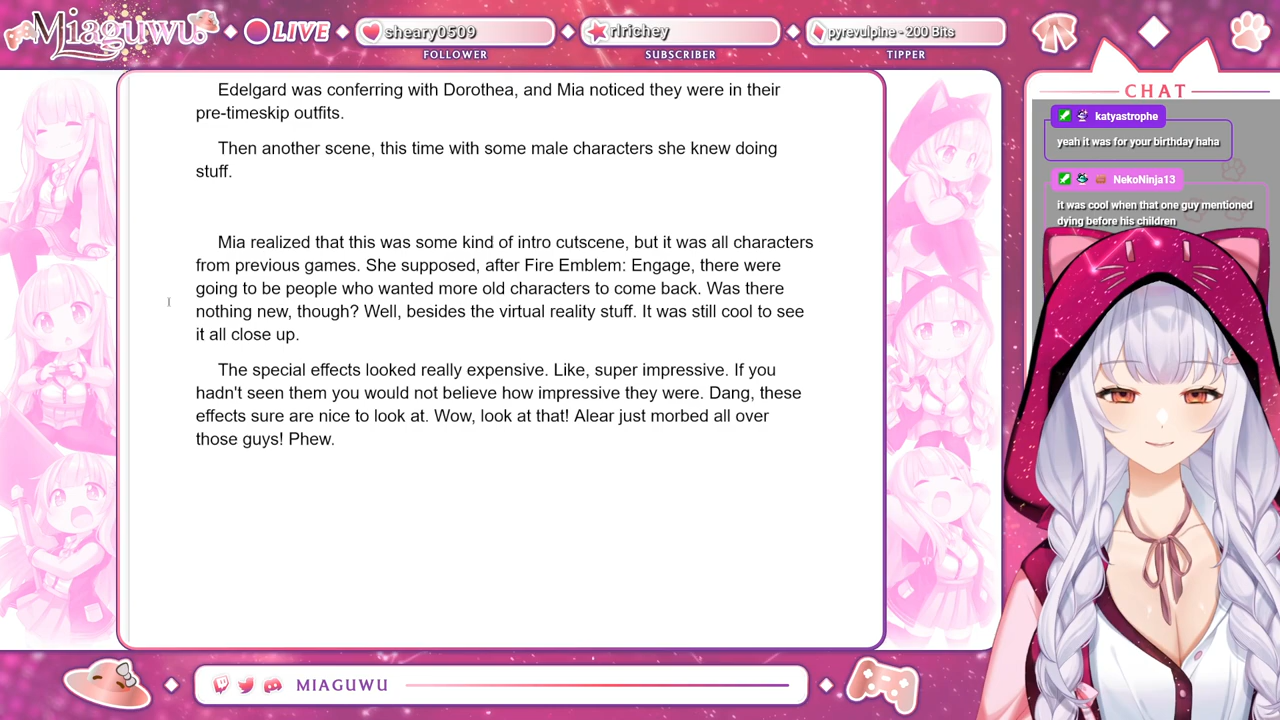 Miaguwu
LIVE
sheary0509
FOLLOWER
rlrichey
SUBSCRIBER
pyrevulpine - 200 Bits
TIPPER
Edelgard was conferring with Dorothea, and Mia noticed they were in their
pre-timeskip outfits.
Then another scene, this time with some male characters she knew doing
stuff.
Mia realized that this was some kind of intro cutscene, but it was all characters
from previous games. She supposed, after Fire Emblem: Engage, there were
going to be people who wanted more old characters to come back. Was there
nothing new, though? Well, besides the virtual reality stuff. It was still cool to see
it all close up.
The special effects looked really expensive. Like, super impressive. If you
hadn't seen them you would not believe how impressive they were. Dang, these
effects sure are nice to look at. Wow, look at that! Alear just morbed all over
those guys! Phew.
CHAT
katyastrophe
yeah it was for your birthday haha
NekoNinja13
it was cool when that one guy mentioned
dying before his children
MIAGUWU